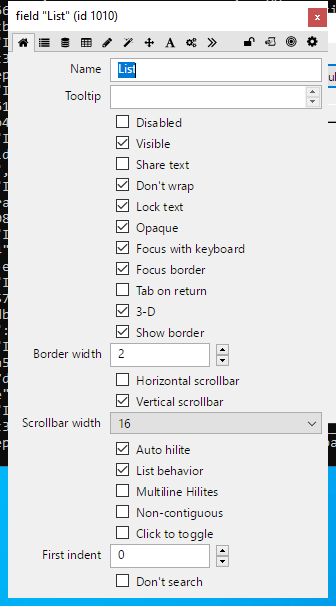 field "List" (id 1010)
Name List
Tooltip
Disabled
Visible
Share text
Don't wrap
Lock text
Opaque
Focus with keyboard
Focus border
Tab on return
3-D
Show border
Border width 2
Horizontal scrollbar
Vertical scrollbar
Scrollbar width 16
Auto hilite
List behavior
Multiline Hilites
Non-contiguous
Click to toggle
First indent 0
Don't search